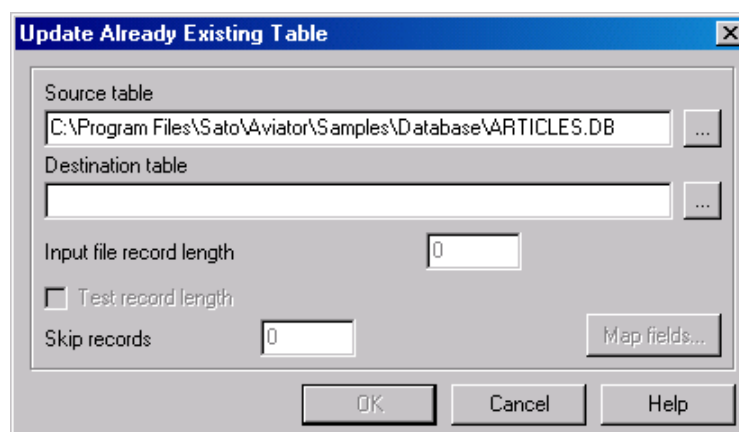 Update Already Existing Table
Source table
C:\Program Files\Sato\Aviator\Samples\Database\ARTICLES.DB
...
Destination table
...
Input file record length
0
Test record length
Skip records
0
Map fields...
OK
Cancel
Help